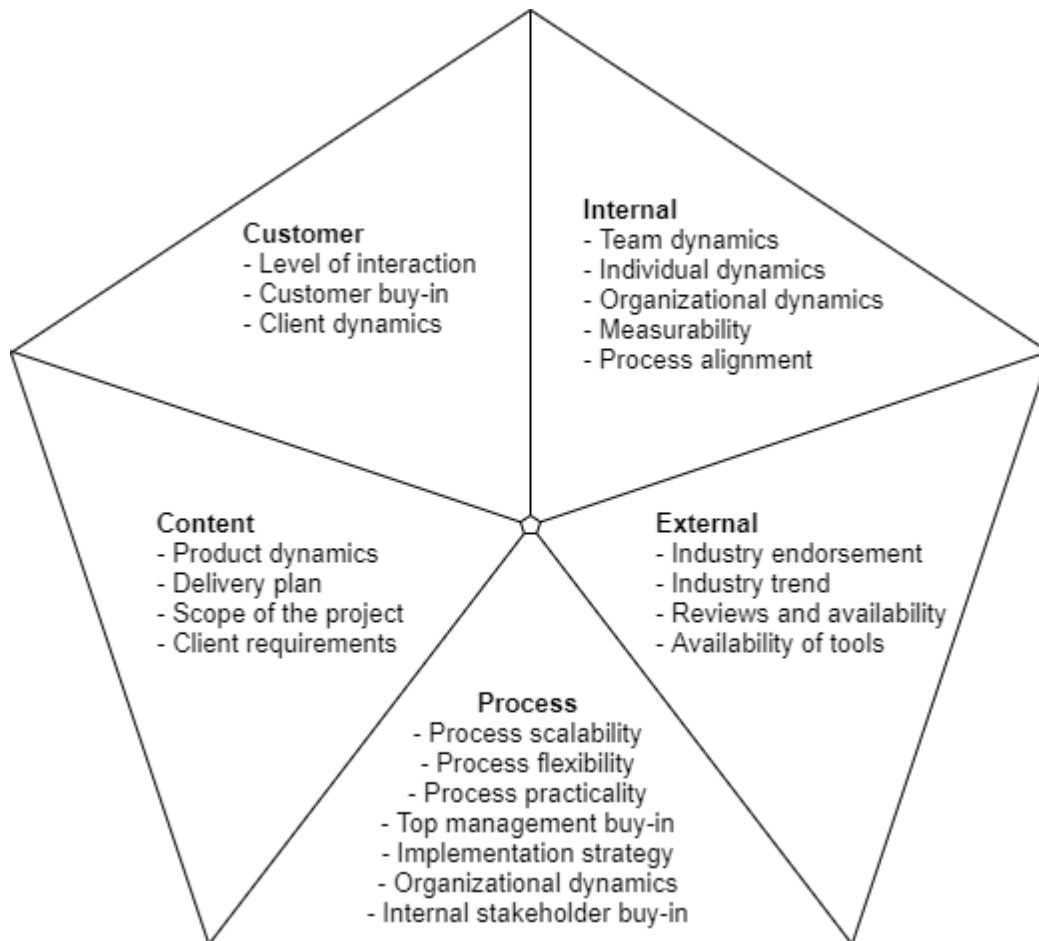 Customer
- Level of interaction
- Customer buy-in
- Client dynamics
Internal
- Team dynamics
- Individual dynamics
- Organizational dynamics
- Measurability
- Process alignment
Content
- Product dynamics
- Delivery plan
- Scope of the project
- Client requirements
External
- Industry endorsement
- Industry trend
- Reviews and availability
- Availability of tools
Process
- Process scalability
- Process flexibility
- Process practicality
- Top management buy-in
- Implementation strategy
- Organizational dynamics
- Internal stakeholder buy-in